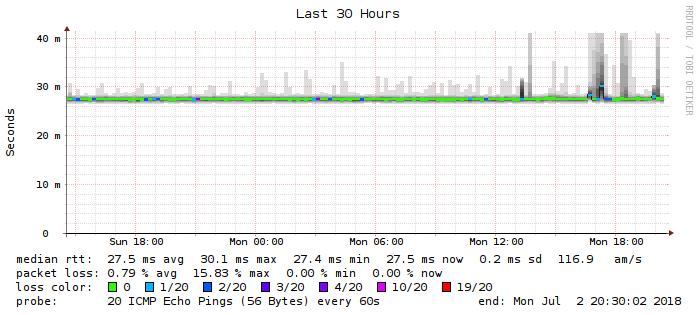 Last 30 Hours
RRDTOOL / TOBI OETIKER
Seconds
40 m
30 m
20 m
10 m
0
Sun 18:00 Mon 00:00 Mon 06:00 Mon 12:00 Mon 18:00
median rtt: 27.5 ms avg 30.1 ms max 27.4 ms min 27.5 ms now 0.2 ms sd 116.9 am/s
packet loss: 0.79 % avg 15.83 % max 0.00 % min 0.00 % now
loss color: 0 1/20 2/20 3/20 4/20 10/20 19/20
probe: 20 ICMP Echo Pings (56 Bytes) every 60s end: Mon Jul 2 20:30:02 2018